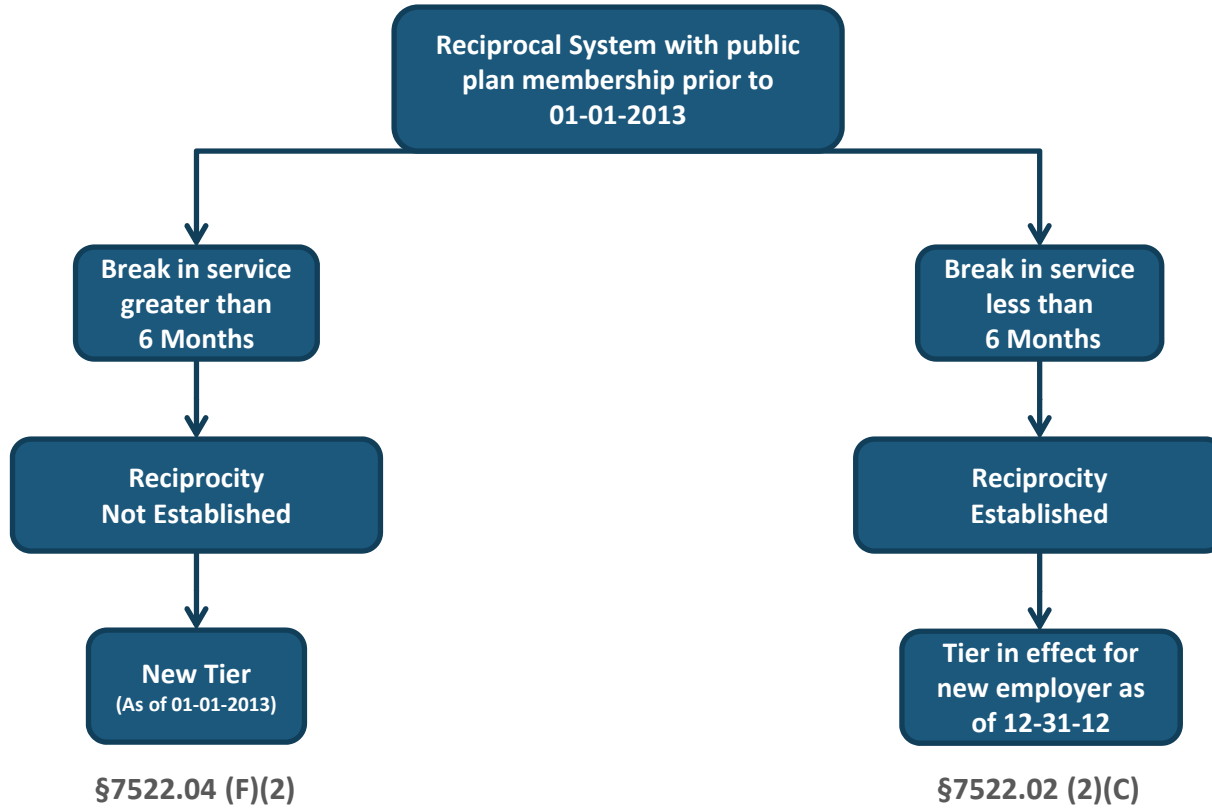 Reciprocal System with public
plan membership prior to
01-01-2013
Break in service
greater than
6 Months
Break in service
less than
6 Months
Reciprocity
Not Established
Reciprocity
Established
New Tier
(As of 01-01-2013)
Tier in effect for
new employer as
of 12-31-12
§7522.04 (F)(2)
§7522.02 (2)(C)